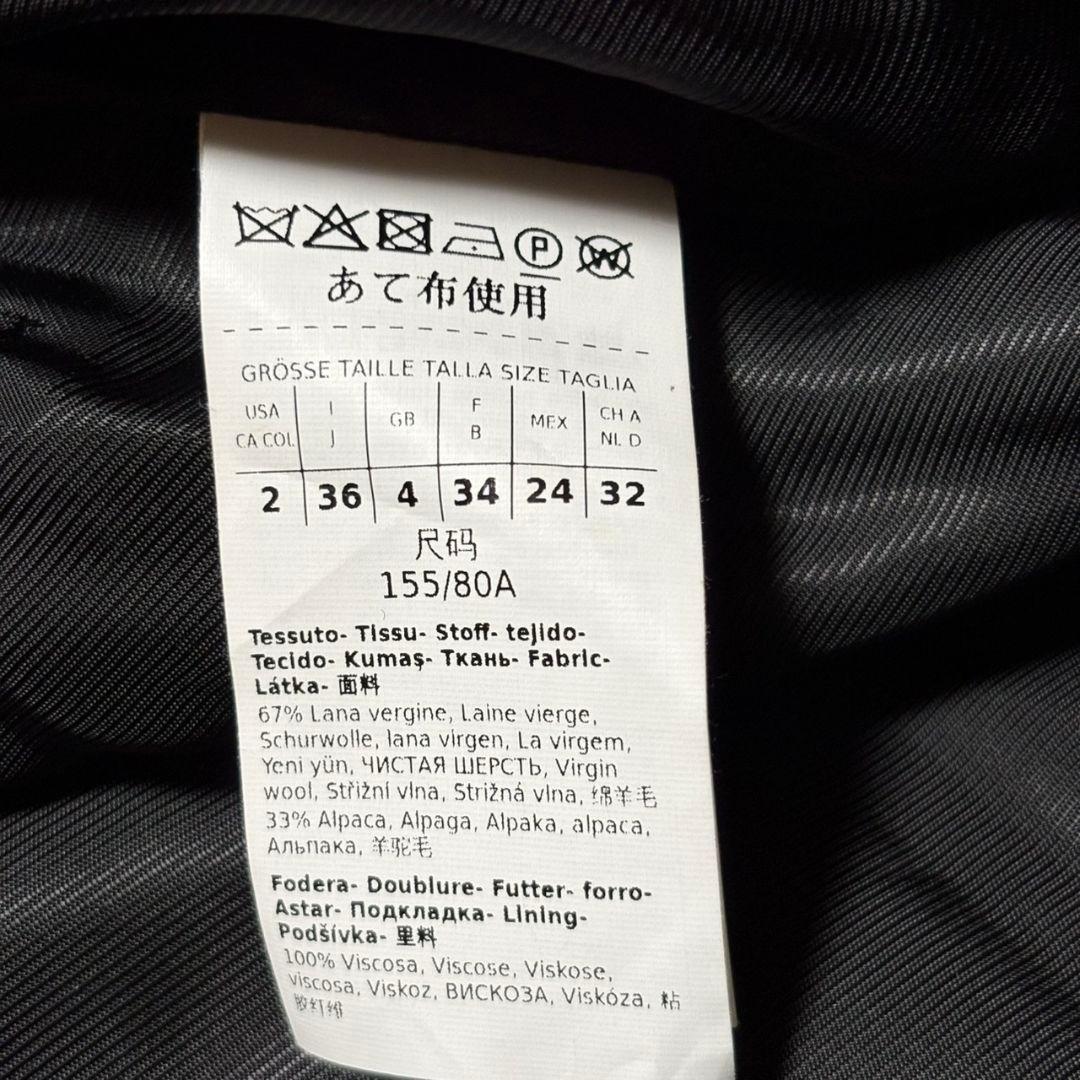 P W
あて布使用
GRÖSSE TAILLE TALLA SIZE TAGLIA
USA I GB F MEX CH A
CA COL J B NL D
2 36 4 34 24 32
尺码
155/80A
Tessuto- Tissu- Stoff- tejido-
Tecido- Kumaş- Ткань- Fabric-
Látka- 面料
67% Lana vergine, Laine vierge,
Schurwolle, lana virgen, La virgem,
Yeni yün, ЧИСТАЯ ШЕРСТЬ, Virgin
wool, Střižní vlna, Strižná vlna, 绵羊毛
33% Alpaca, Alpaga, Alpaka, alpaca,
Альпака, 羊驼毛
Fodera- Doublure- Futter- forro-
Astar- Подкладка- Lining-
Podšívka- 里料
100% Viscosa, Viscose, Viskose,
viscosa, Viskoz, ВИСКОЗА, Viskóza, 粘
胶纤维